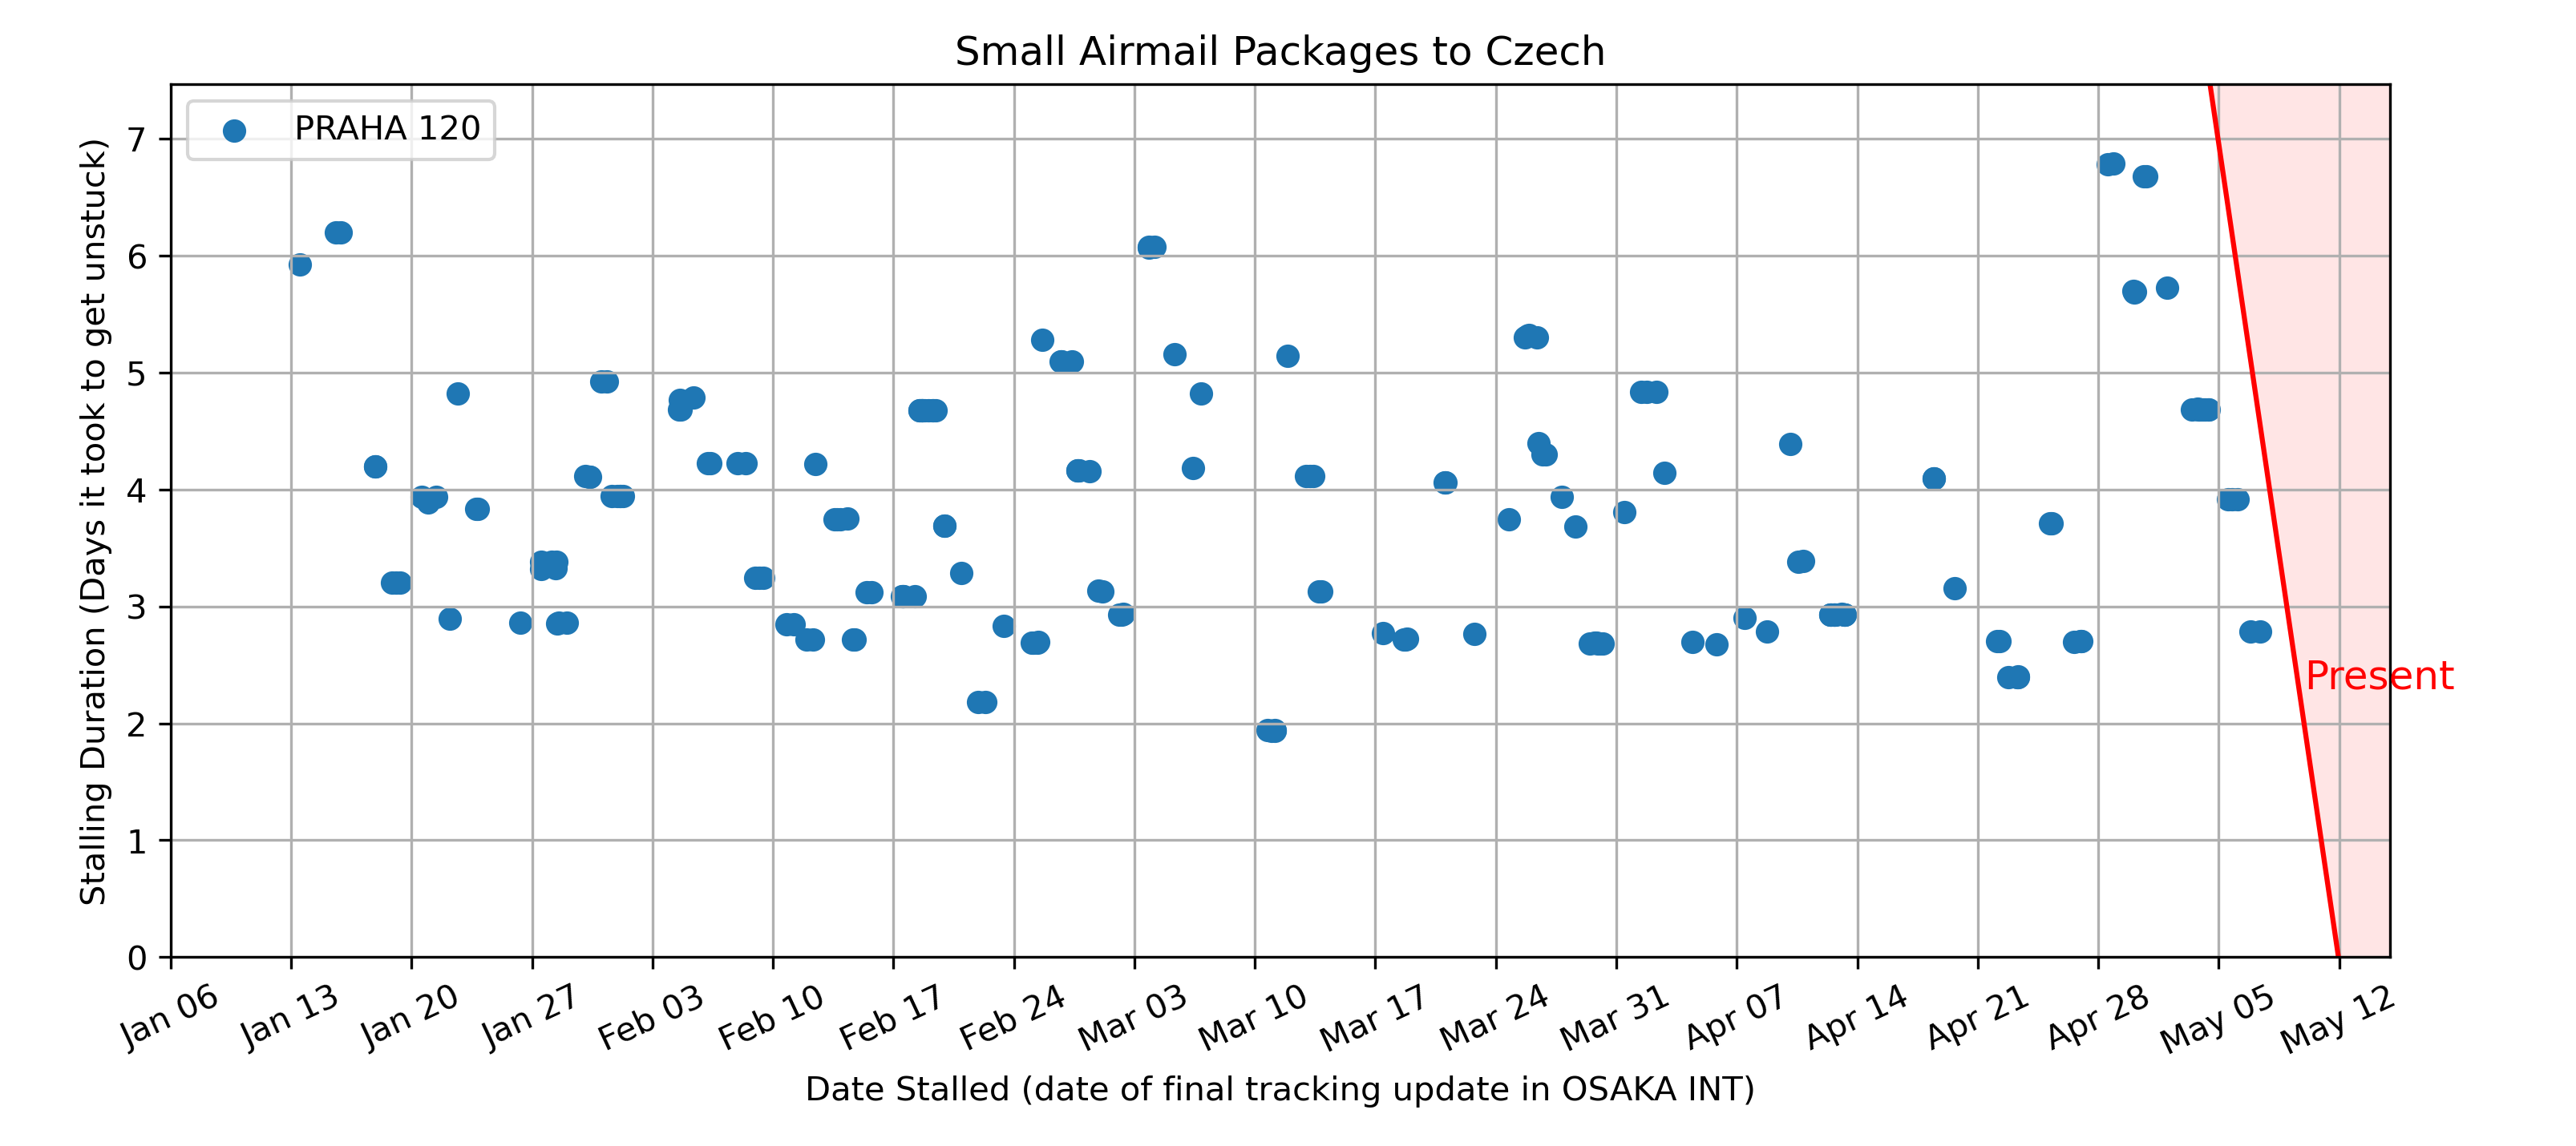 Small Airmail Packages to Czech
PRAHA 120
Stalling Duration (Days it took to get unstuck)
7
6
5
4
3
2
1
0
Present
Jan 06 Jan 13 Jan 20 Jan 27 Feb 03 Feb 10 Feb 17 Feb 24 Mar 03 Mar 10 Mar 17 Mar 24 Mar 31 Apr 07 Apr 14 Apr 21 Apr 28 May 05 May 12
Date Stalled (date of final tracking update in OSAKA INT)